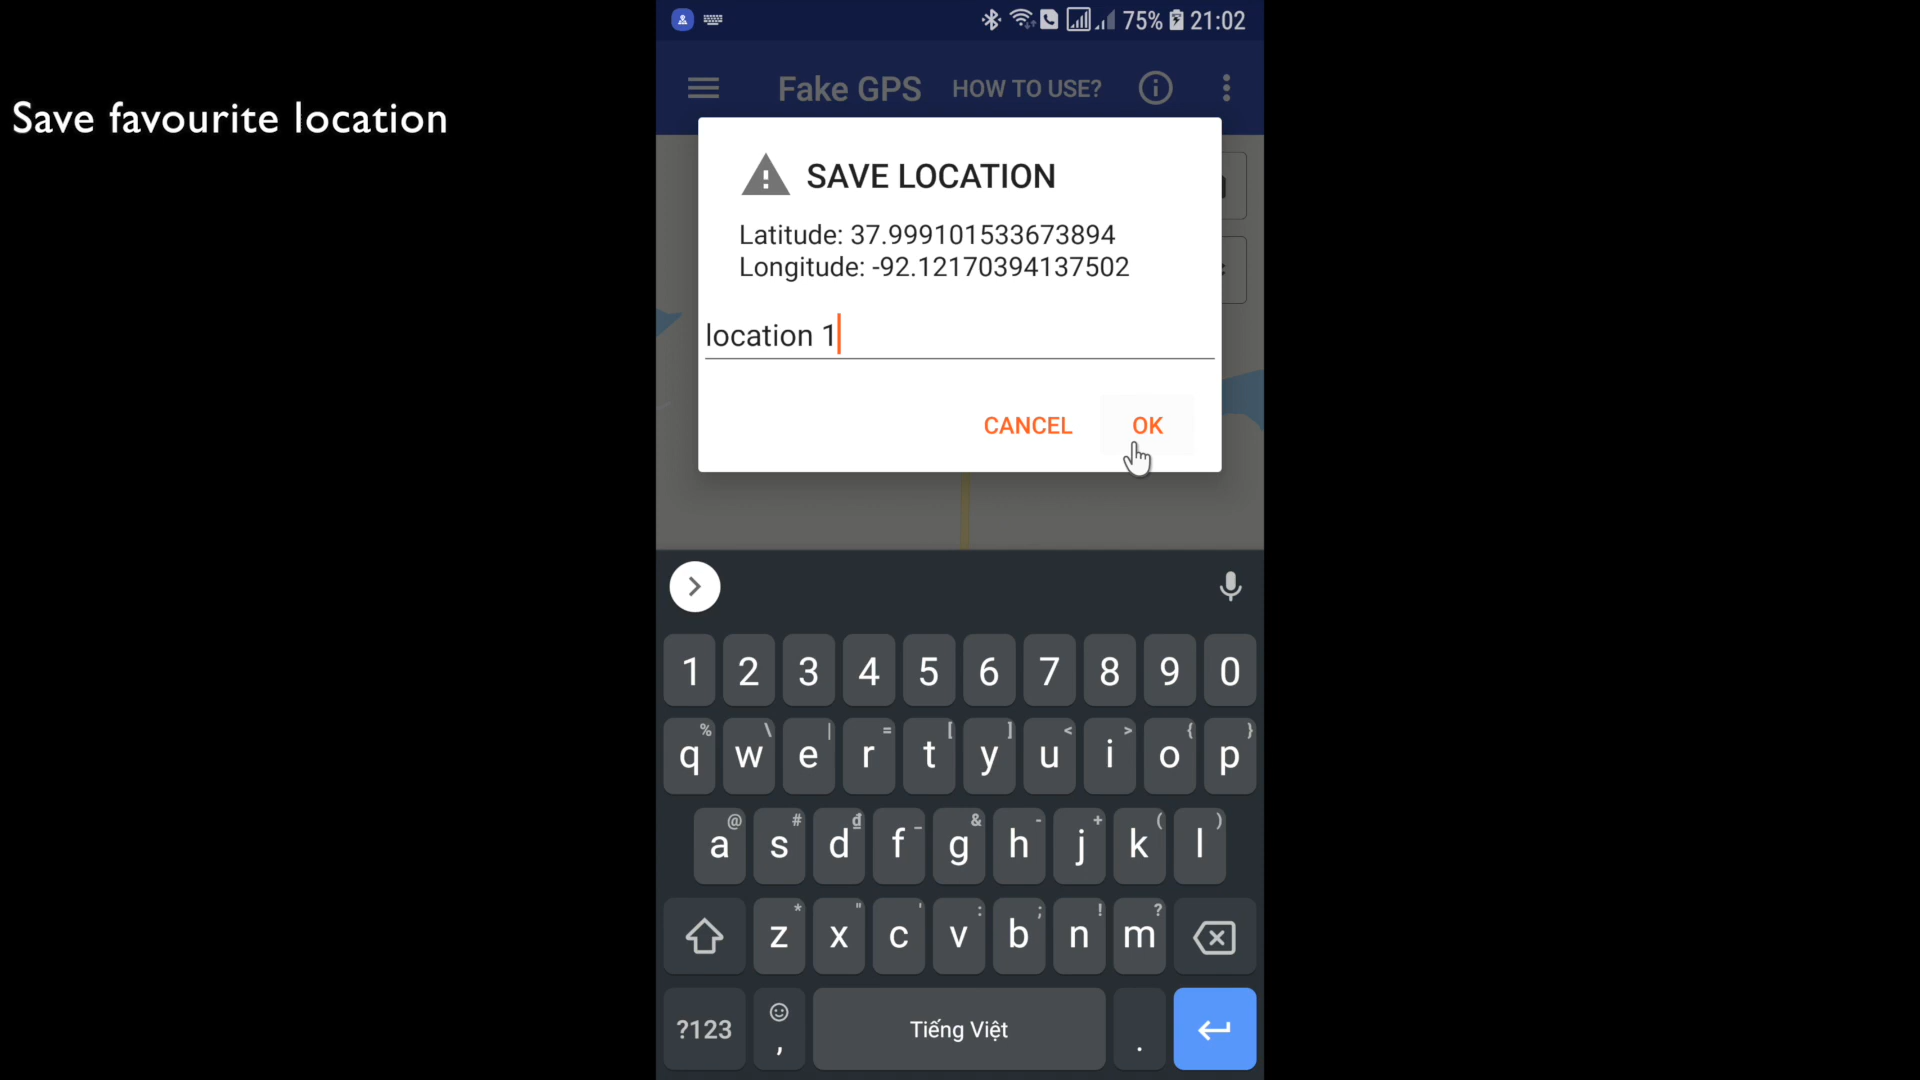 75% 21:02
Save favourite location
Fake GPS HOW TO USE?
SAVE LOCATION
Latitude: 37.999101533673894
Longitude: -92.12170394137502
location 1
CANCEL OK
1 2 3 4 5 6 7 8 9 0
% \ | = [ ] < > { }
q w e r t y u i o p
@ # đ _ & - + ( )
a s d f g h j k l
* " ' : ; ! ?
z x c v b n m
?123 , Tiếng Việt .